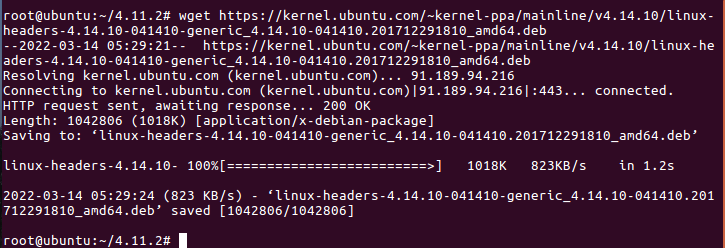 root@ubuntu:~/4.11.2# wget https://kernel.ubuntu.com/~kernel-ppa/mainline/v4.14.10/linux-
headers-4.14.10-041410-generic_4.14.10-041410.201712291810_amd64.deb
--2022-03-14 05:29:21--  https://kernel.ubuntu.com/~kernel-ppa/mainline/v4.14.10/linux-he
aders-4.14.10-041410-generic_4.14.10-041410.201712291810_amd64.deb
Resolving kernel.ubuntu.com (kernel.ubuntu.com)... 91.189.94.216
Connecting to kernel.ubuntu.com (kernel.ubuntu.com)|91.189.94.216|:443... connected.
HTTP request sent, awaiting response... 200 OK
Length: 1042806 (1018K) [application/x-debian-package]
Saving to: ‘linux-headers-4.14.10-041410-generic_4.14.10-041410.201712291810_amd64.deb’
linux-headers-4.14.10- 100%[=========================>]   1018K   823KB/s    in 1.2s
2022-03-14 05:29:24 (823 KB/s) - ‘linux-headers-4.14.10-041410-generic_4.14.10-041410.201
712291810_amd64.deb’ saved [1042806/1042806]
root@ubuntu:~/4.11.2#